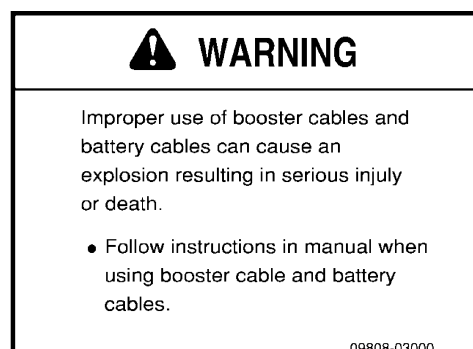 WARNING
Improper use of booster cables and
battery cables can cause an
explosion resulting in serious injuly
or death.
● Follow instructions in manual when
using booster cable and battery
cables.
09808-03000